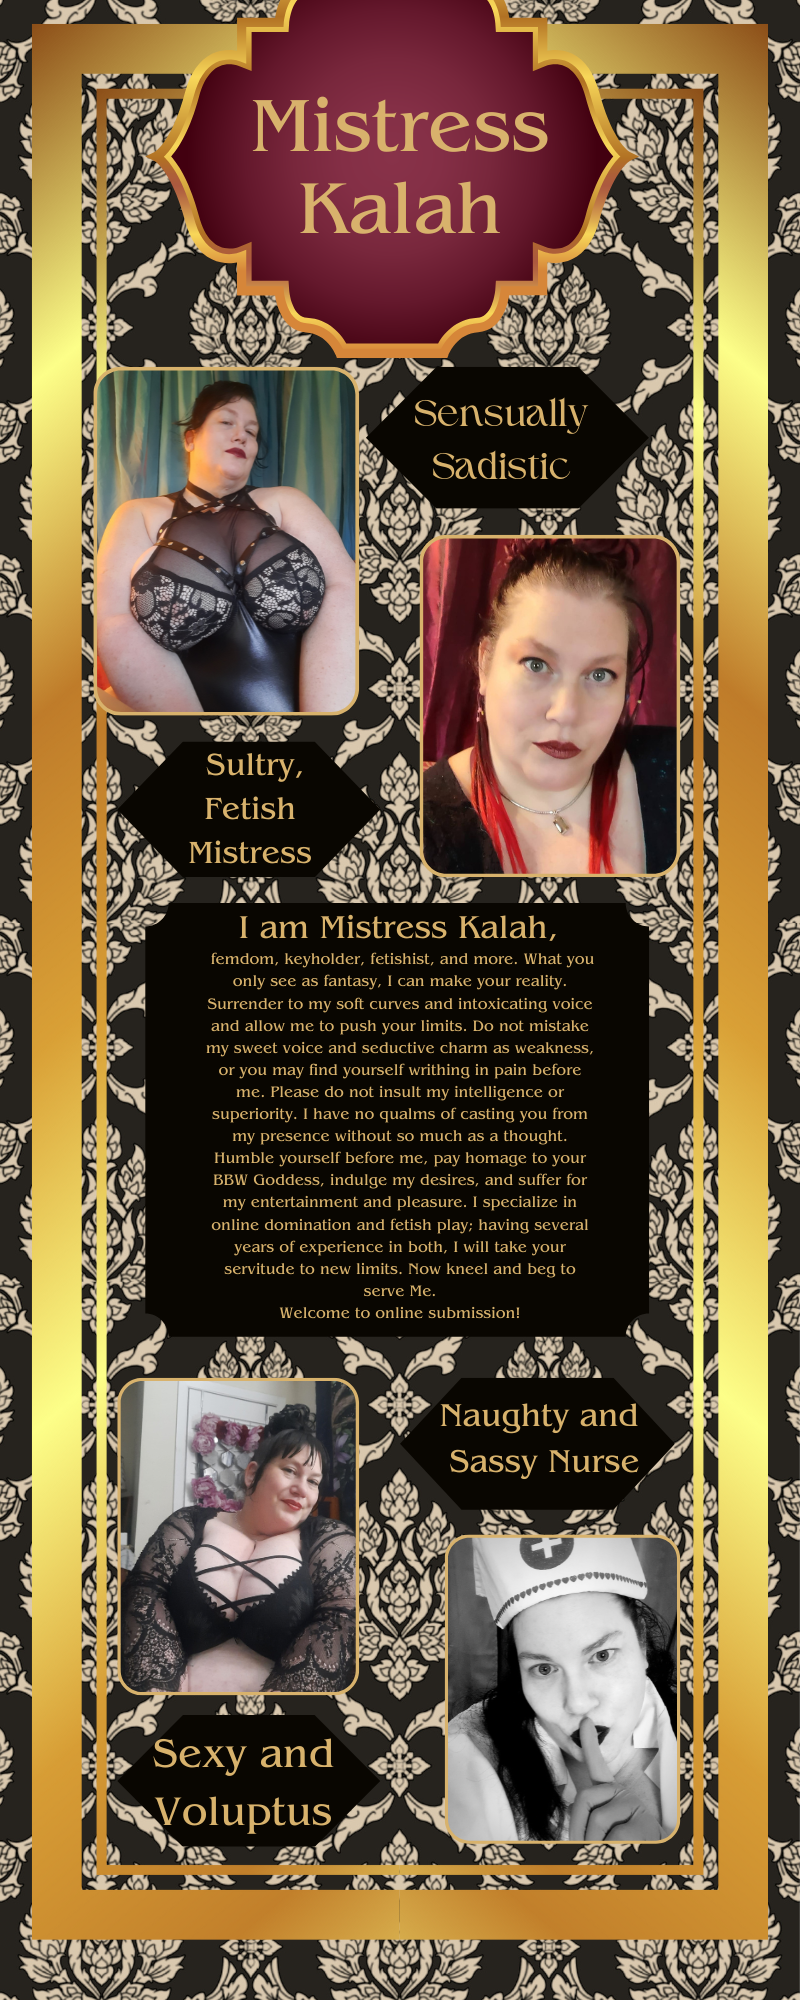 Mistress
Kalah
Sensually
Sadistic
Sultry,
Fetish
Mistress
I am Mistress Kalah,
femdom, keyholder, fetishist, and more. What you
only see as fantasy, I can make your reality.
Surrender to my soft curves and intoxicating voice
and allow me to push your limits. Do not mistake
my sweet voice and seductive charm as weakness,
or you may find yourself writhing in pain before
me. Please do not insult my intelligence or
superiority. I have no qualms of casting you from
my presence without so much as a thought.
Humble yourself before me, pay homage to your
BBW Goddess, indulge my desires, and suffer for
my entertainment and pleasure. I specialize in
online domination and fetish play; having several
years of experience in both, I will take your
servitude to new limits. Now kneel and beg to
serve Me.
Welcome to online submission!
Naughty and
Sassy Nurse
Sexy and
Voluptus